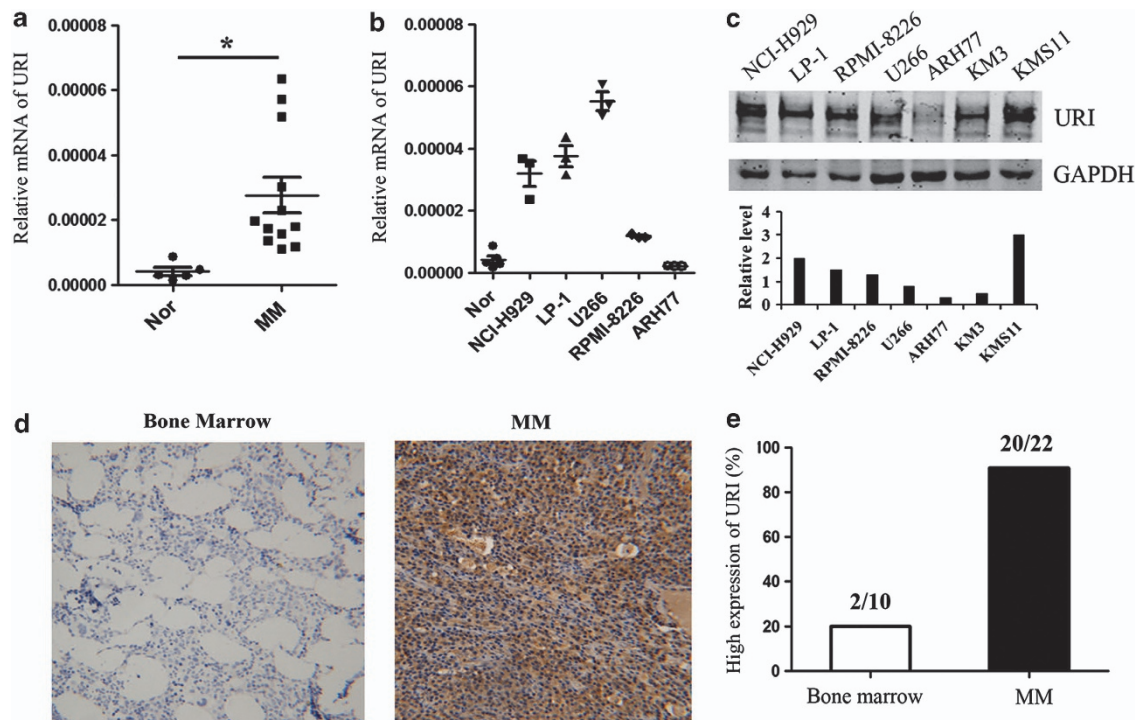 a
Relative mRNA of URI
0.00008
0.00006
0.00004
0.00002
0.00000
*
Nor
MM
b
Relative mRNA of URI
0.00008
0.00006
0.00004
0.00002
0.00000
Nor
NCI-H929
LP-1
U266
RPMI-8226
ARH77
c
NCI-H929
LP-1
RPMI-8226
U266
ARH77
KM3
KMS11
URI
GAPDH
Relative level
4
3
2
1
0
NCI-H929
LP-1
RPMI-8226
U266
ARH77
KM3
KMS11
d
Bone Marrow
MM
e
High expression of URI (%)
100
80
60
40
20
0
2/10
20/22
Bone marrow
MM